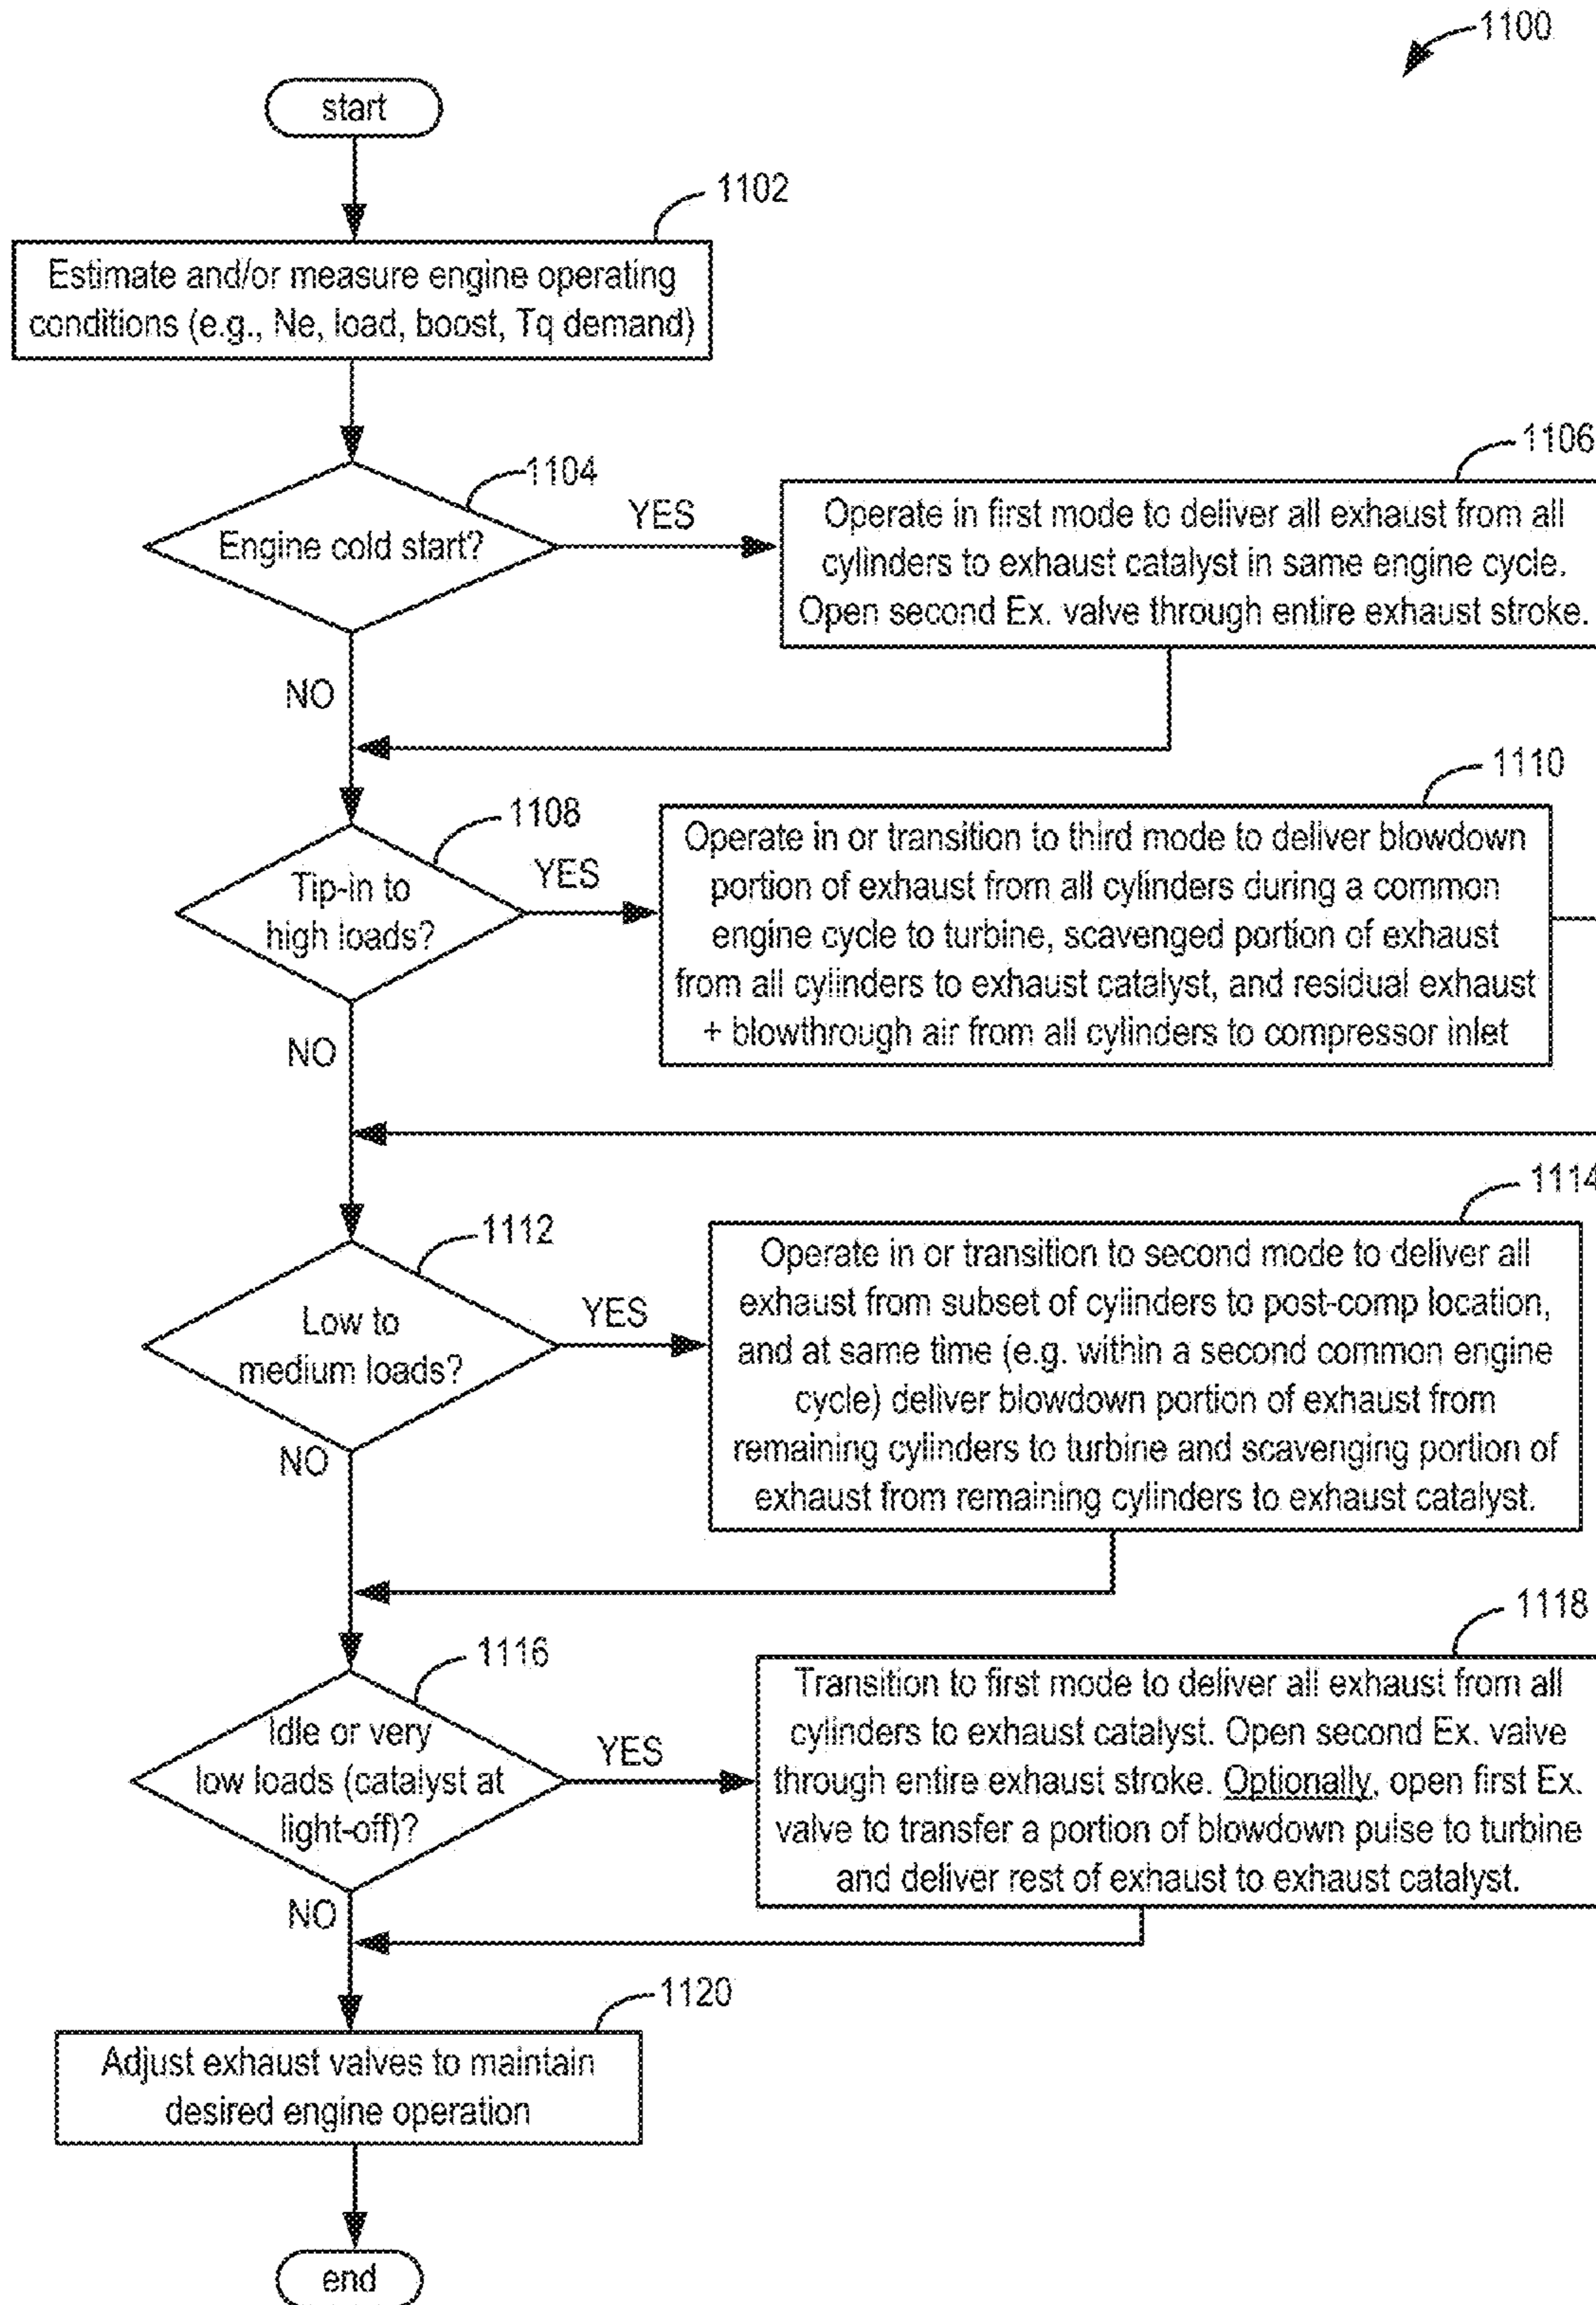 1100
start
1102
Estimate and/or measure engine operating
conditions (e.g., Ne, load, boost, Tq demand)
1104
Engine cold start?
YES
NO
1106
Operate in first mode to deliver all exhaust from all
cylinders to exhaust catalyst in same engine cycle.
Open second Ex. valve through entire exhaust stroke.
1108
Tip-in to
high loads?
YES
NO
1110
Operate in or transition to third mode to deliver blowdown
portion of exhaust from all cylinders during a common
engine cycle to turbine, scavenged portion of exhaust
from all cylinders to exhaust catalyst, and residual exhaust
+ blowthrough air from all cylinders to compressor inlet
1112
Low to
medium loads?
YES
NO
1114
Operate in or transition to second mode to deliver all
exhaust from subset of cylinders to post-comp location,
and at same time (e.g. within a second common engine
cycle) deliver blowdown portion of exhaust from
remaining cylinders to turbine and scavenging portion of
exhaust from remaining cylinders to exhaust catalyst.
1116
Idle or very
low loads (catalyst at
light-off)?
YES
NO
1118
Transition to first mode to deliver all exhaust from all
cylinders to exhaust catalyst. Open second Ex. valve
through entire exhaust stroke. Optionally, open first Ex.
valve to transfer a portion of blowdown pulse to turbine
and deliver rest of exhaust to exhaust catalyst.
1120
Adjust exhaust valves to maintain
desired engine operation
end